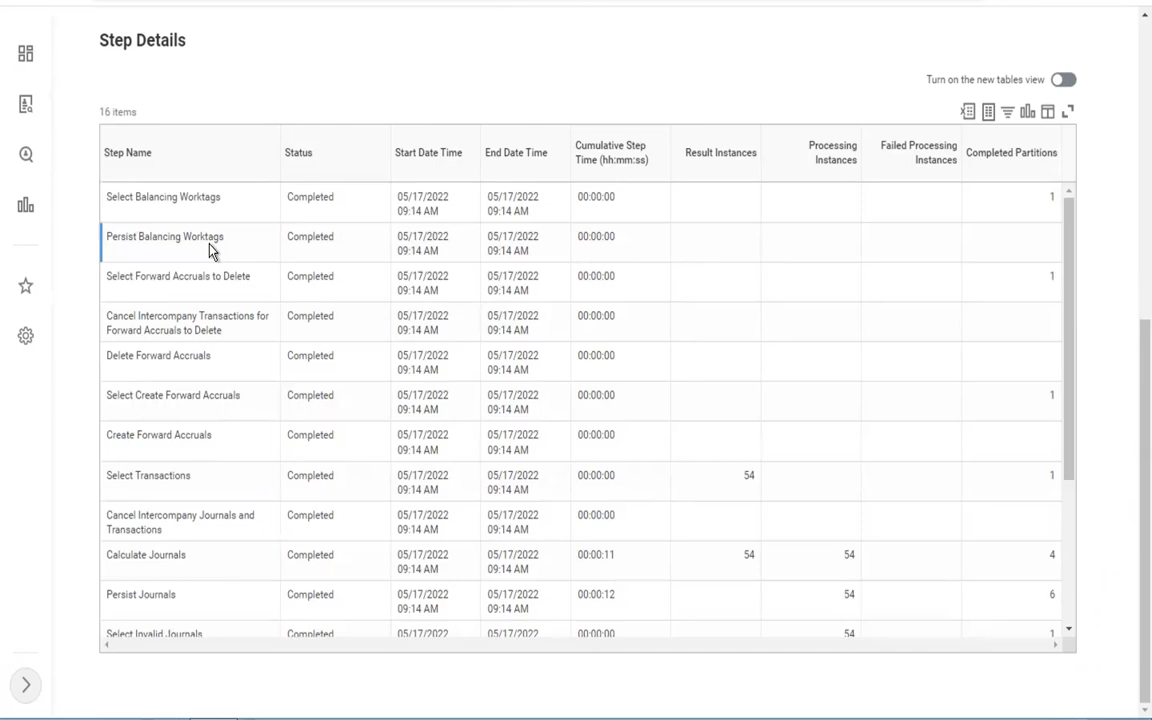 Step Details
Turn on the new tables view
16 items
Step Name Status Start Date Time End Date Time Cumulative Step Time (hh:mm:ss) Result Instances Processing Instances Failed Processing Instances Completed Partitions
Select Balancing Worktags Completed 05/17/2022 05/17/2022 00:00:00 1
09:14 AM 09:14 AM
Persist Balancing Worktags Completed 05/17/2022 05/17/2022 00:00:00
09:14 AM 09:14 AM
Select Forward Accruals to Delete Completed 05/17/2022 05/17/2022 00:00:00 1
09:14 AM 09:14 AM
Cancel Intercompany Transactions for Completed 05/17/2022 05/17/2022 00:00:00
Forward Accruals to Delete 09:14 AM 09:14 AM
Delete Forward Accruals Completed 05/17/2022 05/17/2022 00:00:00
09:14 AM 09:14 AM
Select Create Forward Accruals Completed 05/17/2022 05/17/2022 00:00:00 1
09:14 AM 09:14 AM
Create Forward Accruals Completed 05/17/2022 05/17/2022 00:00:00
09:14 AM 09:14 AM
Select Transactions Completed 05/17/2022 05/17/2022 00:00:00 54 1
09:14 AM 09:14 AM
Cancel Intercompany Journals and Completed 05/17/2022 05/17/2022 00:00:00
Transactions 09:14 AM 09:14 AM
Calculate Journals Completed 05/17/2022 05/17/2022 00:00:11 54 54 4
09:14 AM 09:14 AM
Persist Journals Completed 05/17/2022 05/17/2022 00:00:12 54 6
09:14 AM 09:14 AM
Select Invalid Journals Completed 05/17/2022 05/17/2022 00:00:00 54 1